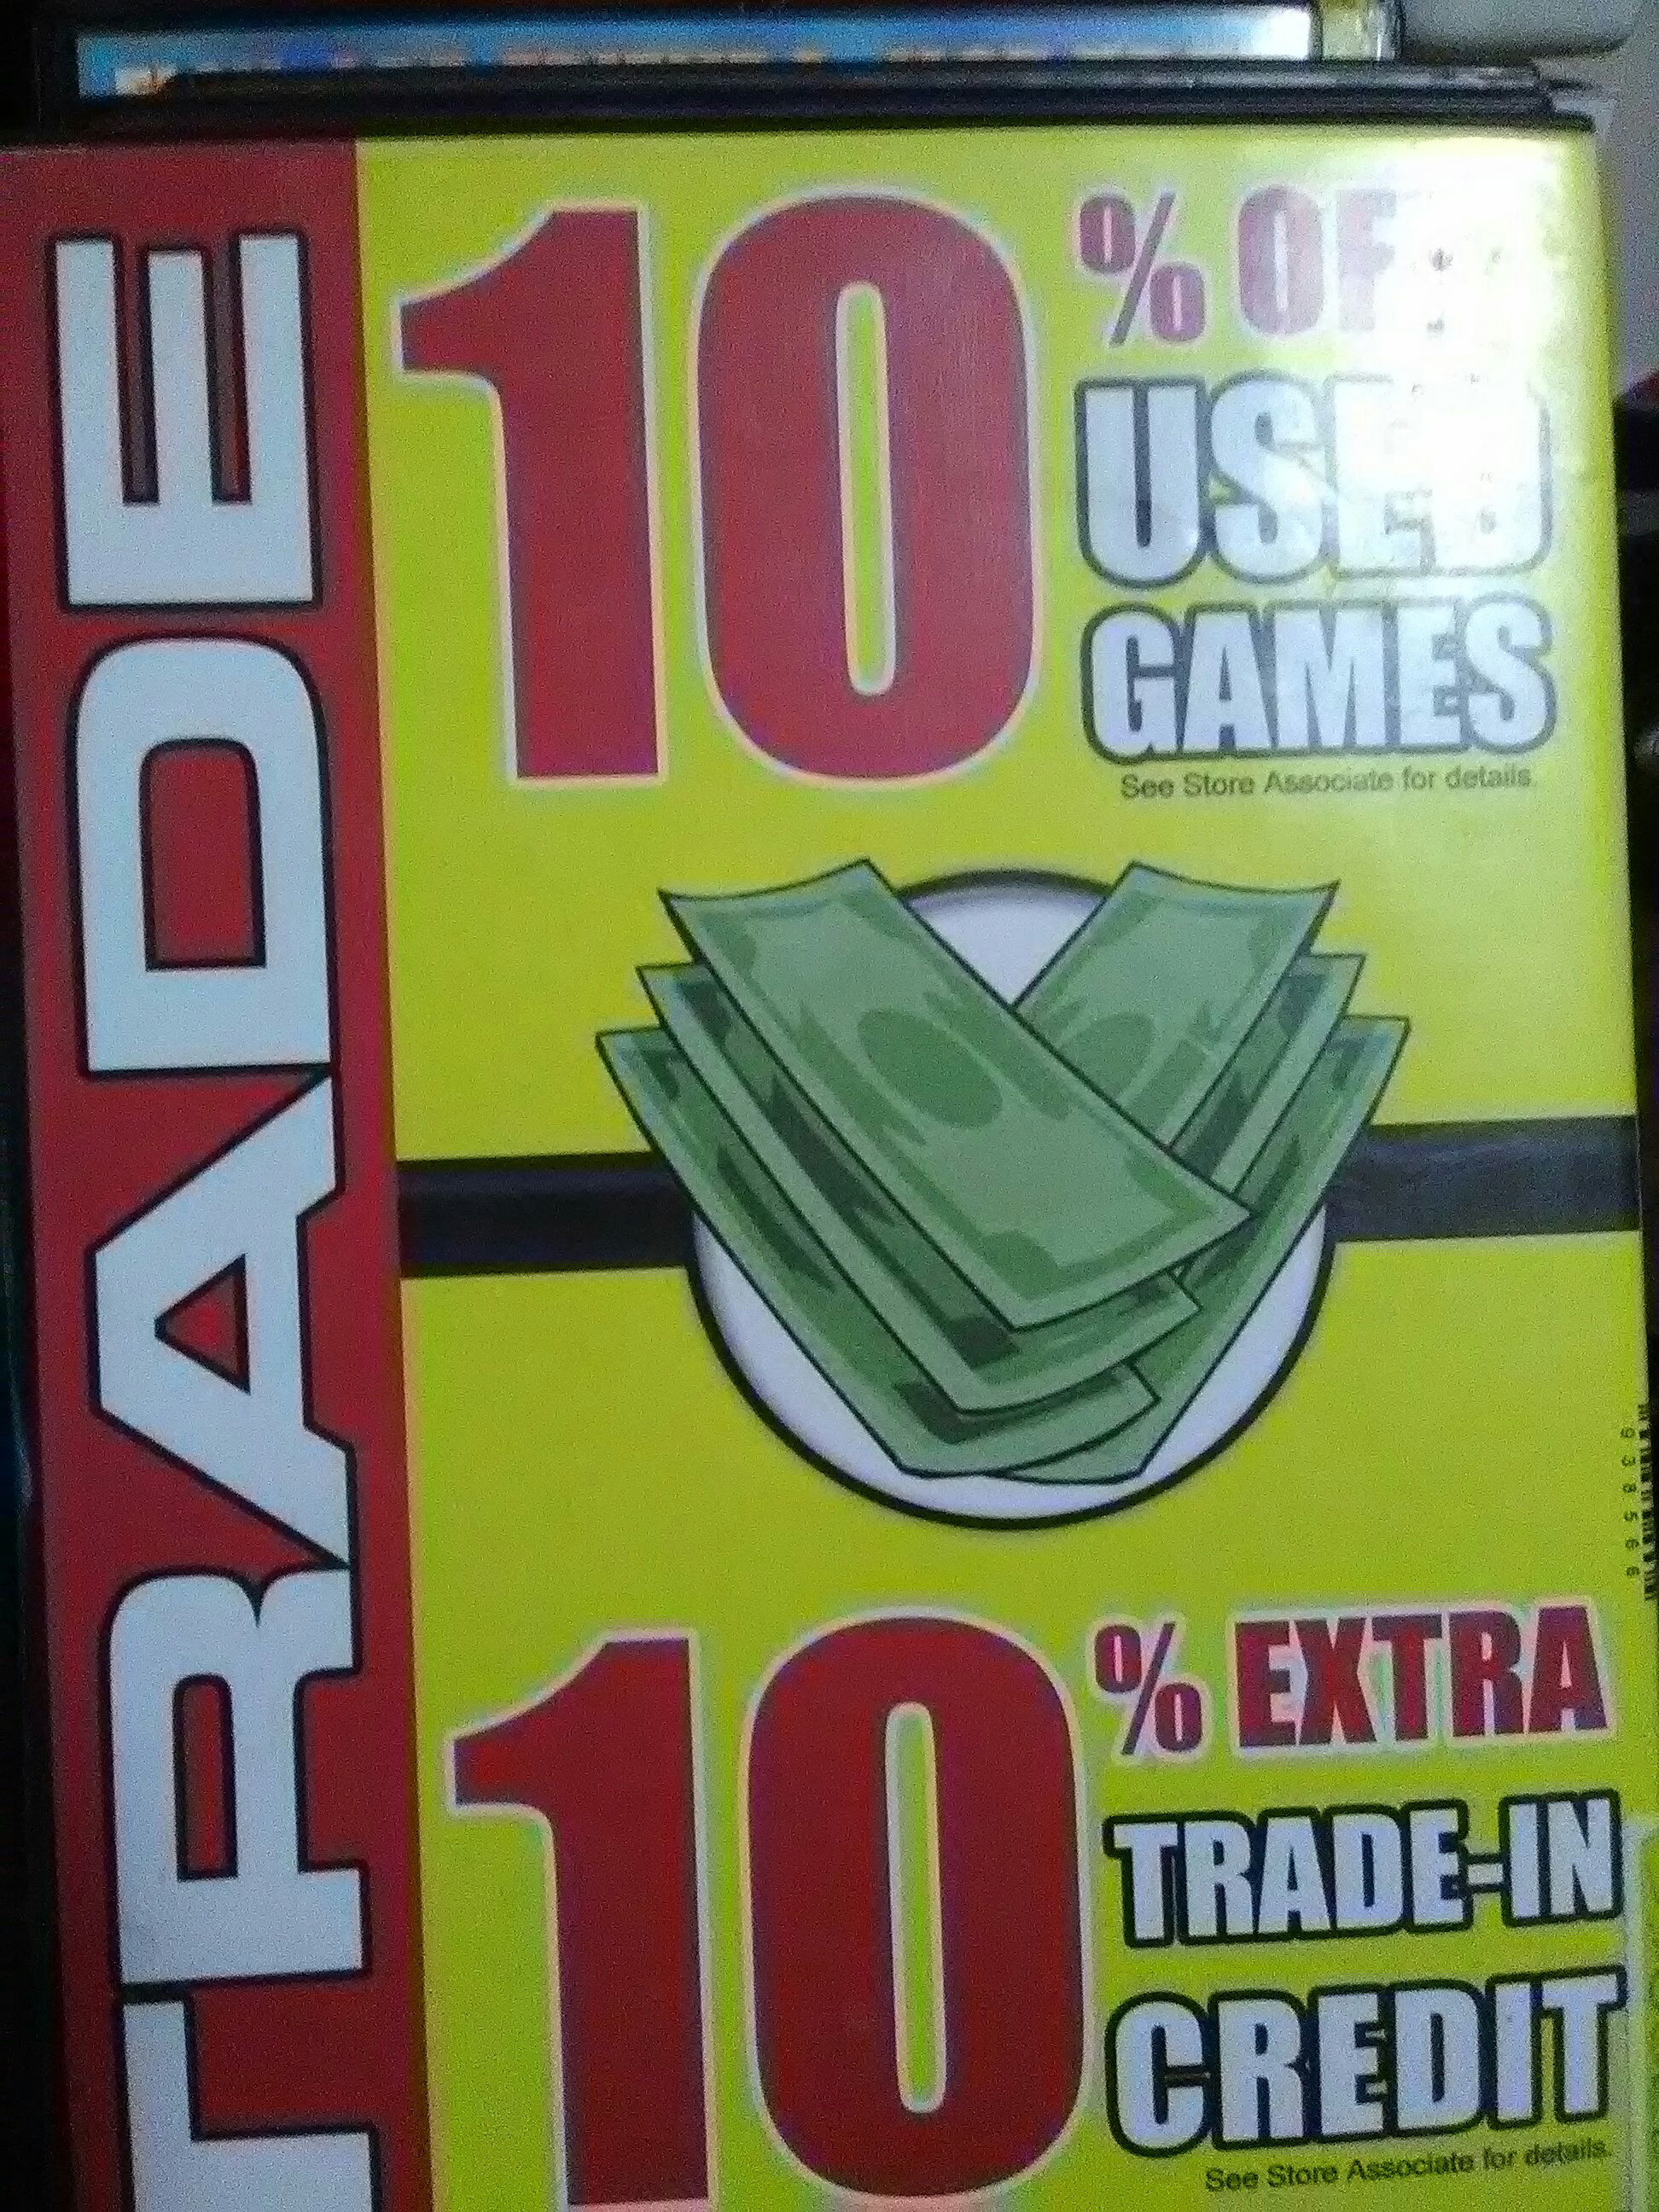 TRADE
10% OFF
USED
GAMES
See Store Associate for details.
938566
10% EXTRA
TRADE-IN
CREDIT
See Store Associate for details.